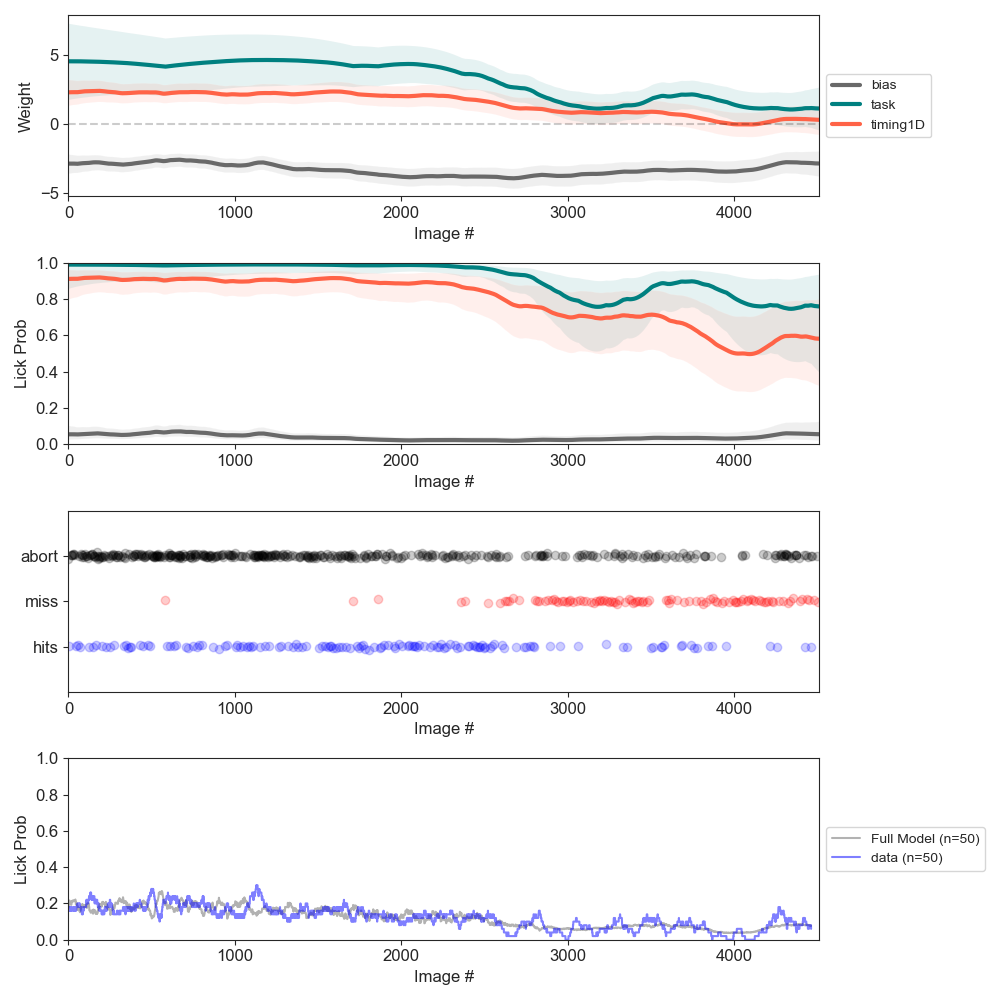 Weight
5
0
−5
0 1000 2000 3000 4000
Image #
bias
task
timing1D
Lick Prob
1.0
0.8
0.6
0.4
0.2
0.0
0 1000 2000 3000 4000
Image #
abort
miss
hits
0 1000 2000 3000 4000
Image #
Lick Prob
1.0
0.8
0.6
0.4
0.2
0.0
0 1000 2000 3000 4000
Image #
Full Model (n=50)
data (n=50)